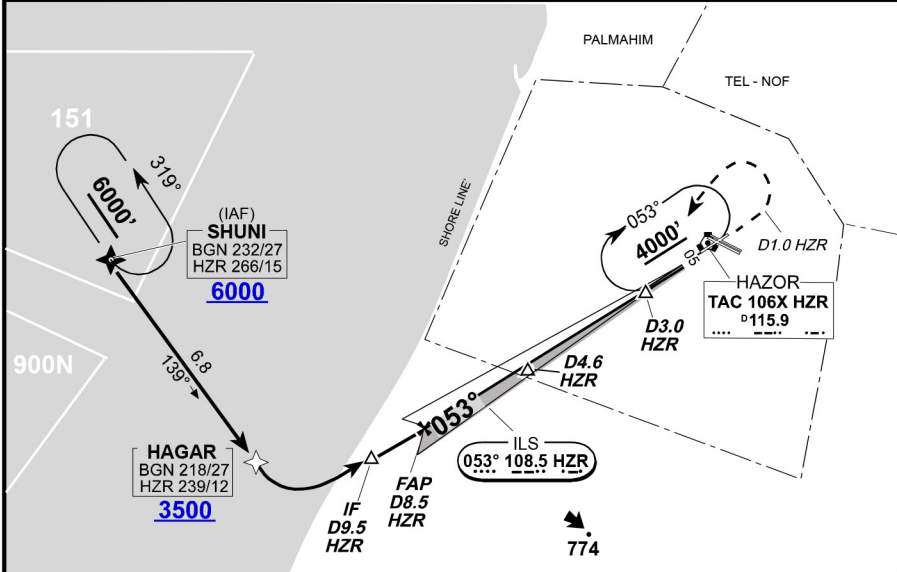 PALMAHIM
TEL - NOF
151
319°
6000'
(IAF)
SHUNI
BGN 232/27
HZR 266/15
6000
SHORE LINE'
053°
4000'
D1.0 HZR
05
HAZOR
TAC 106X HZR
D 115.9
D3.0
HZR
900N
6.8
139°
D4.6
HZR
053°
ILS
053° 108.5 HZR
HAGAR
BGN 218/27
HZR 239/12
3500
IF
D9.5
HZR
FAP
D8.5
HZR
774